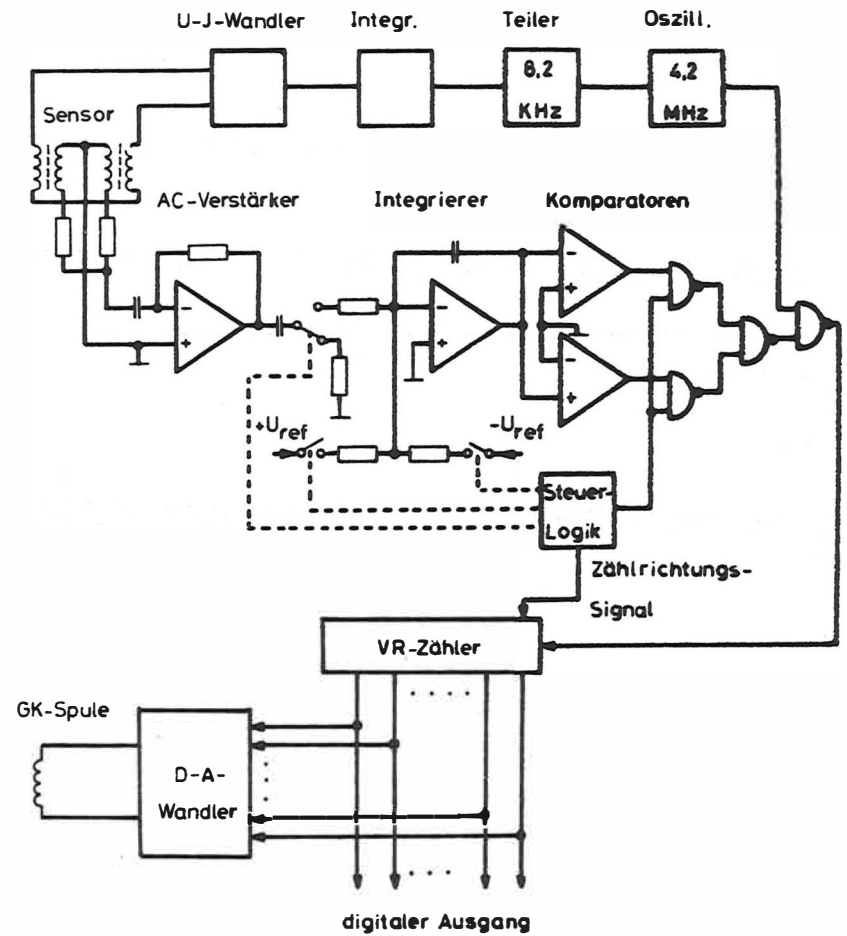 U-J-Wandler Integr. Teiler Oszill.
8,2 KHz
4,2 MHz
Sensor
AC-Verstärker Integrierer Komparatoren
-
+
-
+
-
+
-
+
+Uref
-Uref
Steuer-
Logik
Zählrichtungs-
Signal
VR-Zähler
GK-Spule
D-A-
Wandler
digitaler Ausgang